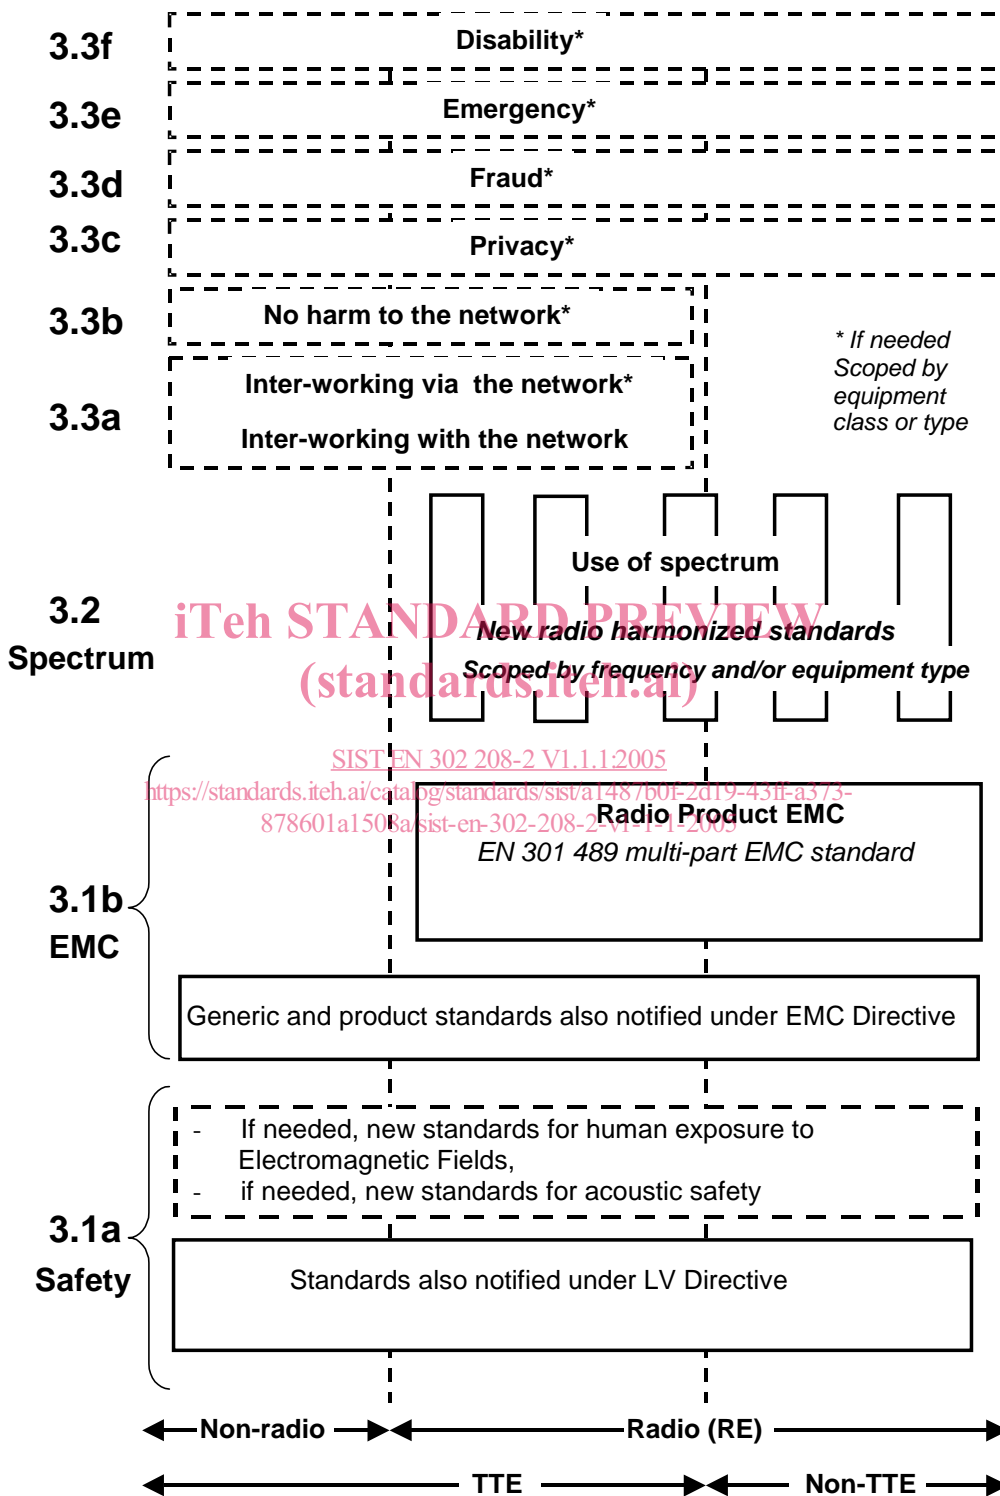 3.3f
Disability*
3.3e
Emergency*
3.3d
Fraud*
3.3c
Privacy*
3.3b
No harm to the network*
* If needed
Scoped by
equipment
class or type
3.3a
Inter-working via the network*
Inter-working with the network
Use of spectrum
3.2
Spectrum
New radio harmonized standards
Scoped by frequency and/or equipment type
iTeh STANDARD PREVIEW
(standards.iteh.ai)
SIST EN 302 208-2 V1.1.1:2005
https://standards.iteh.ai/catalog/standards/sist/a1487b0f-2d19-43ff-a373-
878601a1508a/sist-en-302-208-2-v1-1-1-2005
Radio Product EMC
EN 301 489 multi-part EMC standard
3.1b
EMC
Generic and product standards also notified under EMC Directive
- If needed, new standards for human exposure to
Electromagnetic Fields,
- if needed, new standards for acoustic safety
3.1a
Safety
Standards also notified under LV Directive
Non-radio
Radio (RE)
TTE
Non-TTE